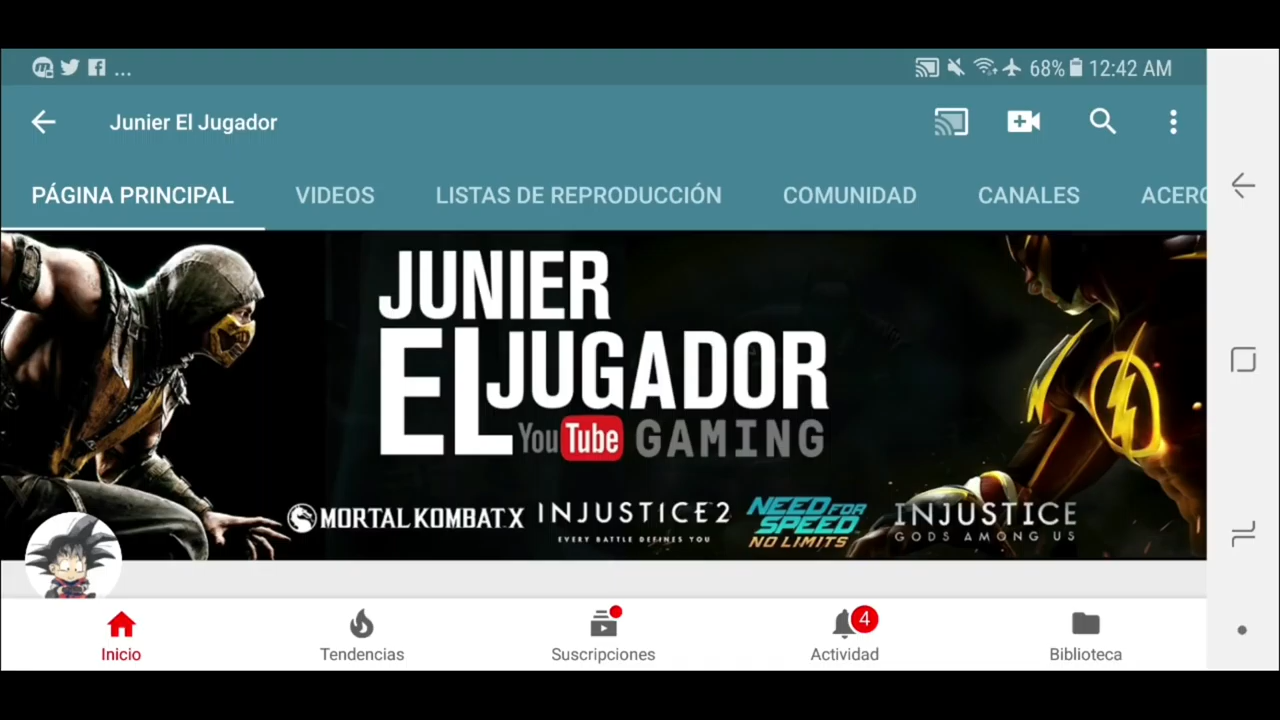 ... 68% 12:42 AM
Junier El Jugador
PÁGINA PRINCIPAL VIDEOS LISTAS DE REPRODUCCIÓN COMUNIDAD CANALES ACERC
JUNIER
EL JUGADOR
YouTube GAMING
MORTAL KOMBAT X INJUSTICE 2 NEED FOR SPEED NO LIMITS INJUSTICE
EVERY BATTLE DEFINES YOU GODS AMONG US
4
Inicio Tendencias Suscripciones Actividad Biblioteca